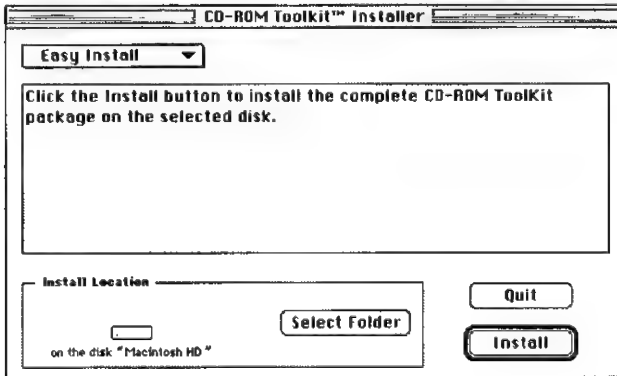 CD-ROM Toolkit™ Installer
Easy Install
Click the Install button to install the complete CD-ROM ToolKit
package on the selected disk.
Install Location
Select Folder
on the disk "Macintosh HD"
Quit
Install